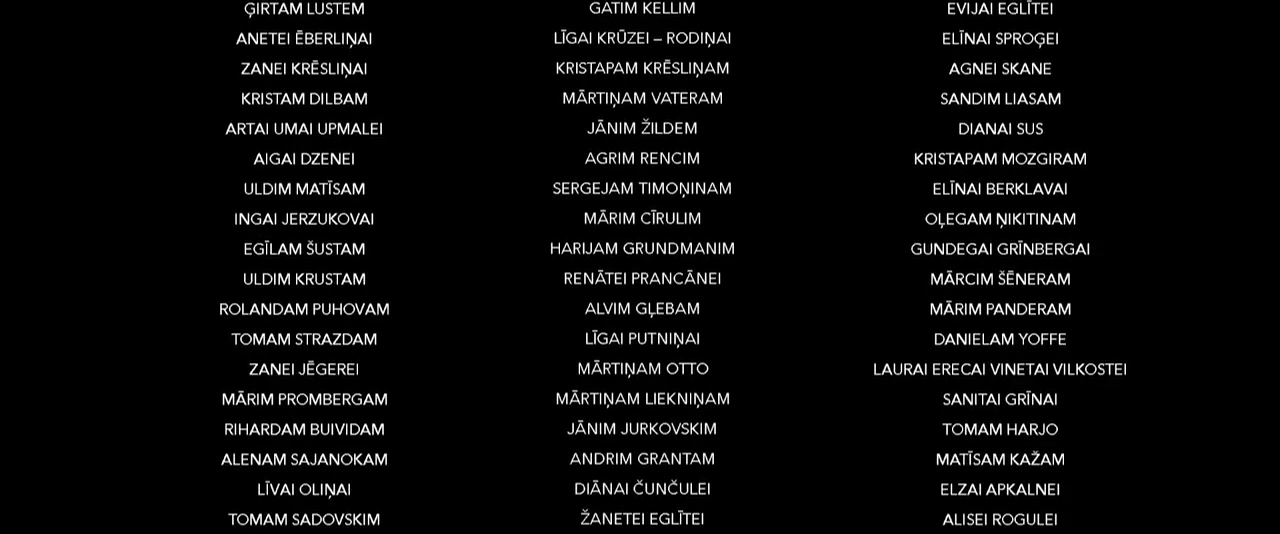 ĢIRTAM LUSTEM
ANETEI ĒBERLIŅAI
ZANEI KRĒSLIŅAI
KRISTAM DILBAM
ARTAI UMAI UPMALEI
AIGAI DZENEI
ULDIM MATĪSAM
INGAI JERZUKOVAI
EGĪLAM ŠUSTAM
ULDIM KRUSTAM
ROLANDAM PUHOVAM
TOMAM STRAZDAM
ZANEI JĒGEREI
MĀRIM PROMBERGAM
RIHARDAM BUIVIDAM
ALENAM SAJANOKAM
LĪVAI OLIŅAI
TOMAM SADOVSKIM
GATIM KELLIM
LĪGAI KRŪZEI – RODIŅAI
KRISTAPAM KRĒSLIŅAM
MĀRTIŅAM VATERAM
JĀNIM ŽILDEM
AGRIM RENCIM
SERGEJAM TIMOŅINAM
MĀRIM CĪRULIM
HARIJAM GRUNDMANIM
RENĀTEI PRANCĀNEI
ALVIM GĻEBAM
LĪGAI PUTNIŅAI
MĀRTIŅAM OTTO
MĀRTIŅAM LIEKNIŅAM
JĀNIM JURKOVSKIM
ANDRIM GRANTAM
DIĀNAI ČUNČULEI
ŽANETEI EGLĪTEI
EVIJAI EGLĪTEI
ELĪNAI SPROĢEI
AGNEI SKANE
SANDIM LIASAM
DIANAI SUS
KRISTAPAM MOZGIRAM
ELĪNAI BERKLAVAI
OĻEGAM ŅIKITINAM
GUNDEGAI GRĪNBERGAI
MĀRCIM ŠĒNERAM
MĀRIM PANDERAM
DANIELAM YOFFE
LAURAI ERECAI VINETAI VILKOSTEI
SANITAI GRĪNAI
TOMAM HARJO
MATĪSAM KAŽAM
ELZAI APKALNEI
ALISEI ROGULEI